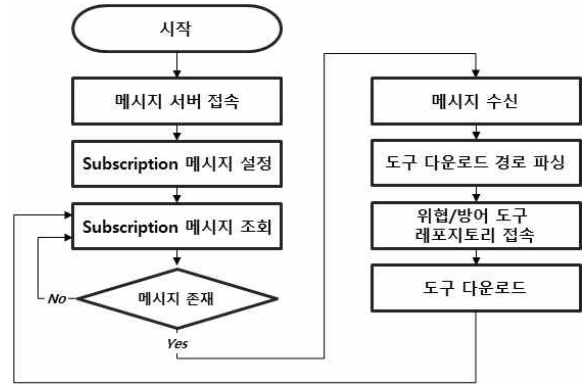 시작
메시지 서버 접속
Subscription 메시지 설정
Subscription 메시지 조회
메시지 존재
No
Yes
메시지 수신
도구 다운로드 경로 파싱
위협/방어 도구
레포지토리 접속
도구 다운로드